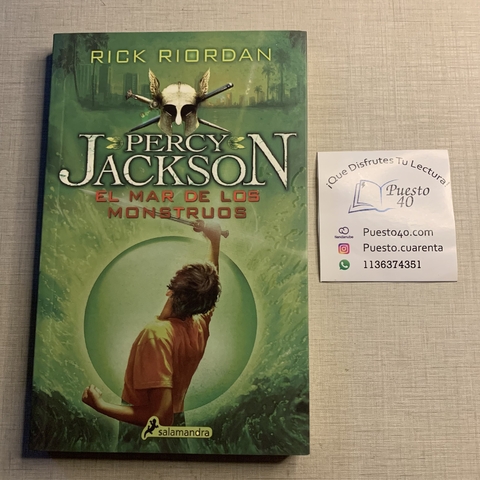 RICK RIORDAN
PERCY
JACKSON
EL MAR DE LOS
MONSTRUOS
salamandra
¡Que Disfrutes Tu Lectura!
Puesto
40
tiendanube
Puesto40.com
Puesto.cuarenta
1136374351